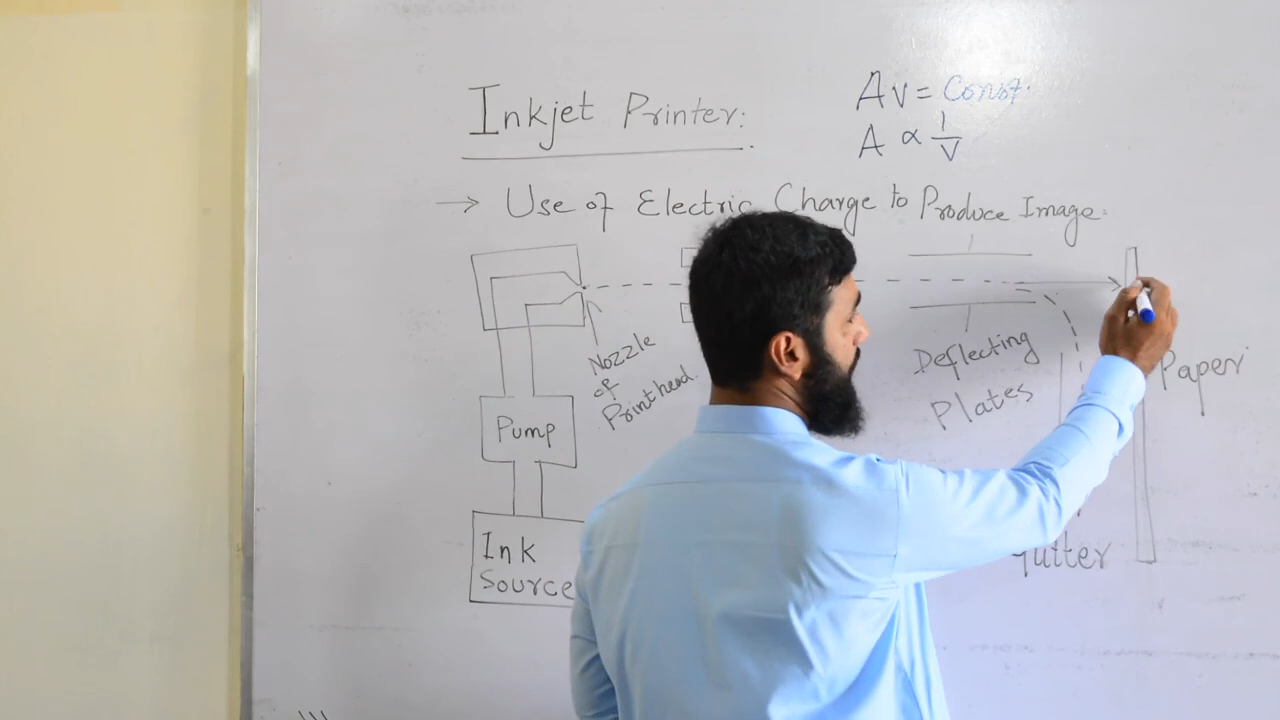 Inkjet Printer:
Av = Const.
A ∝ 1/v
→ Use of Electric Charge to Produce Image.
Nozzle
of
Printhead.
Deflecting
Plates
Paper
Pump
Gutter
Ink
Source